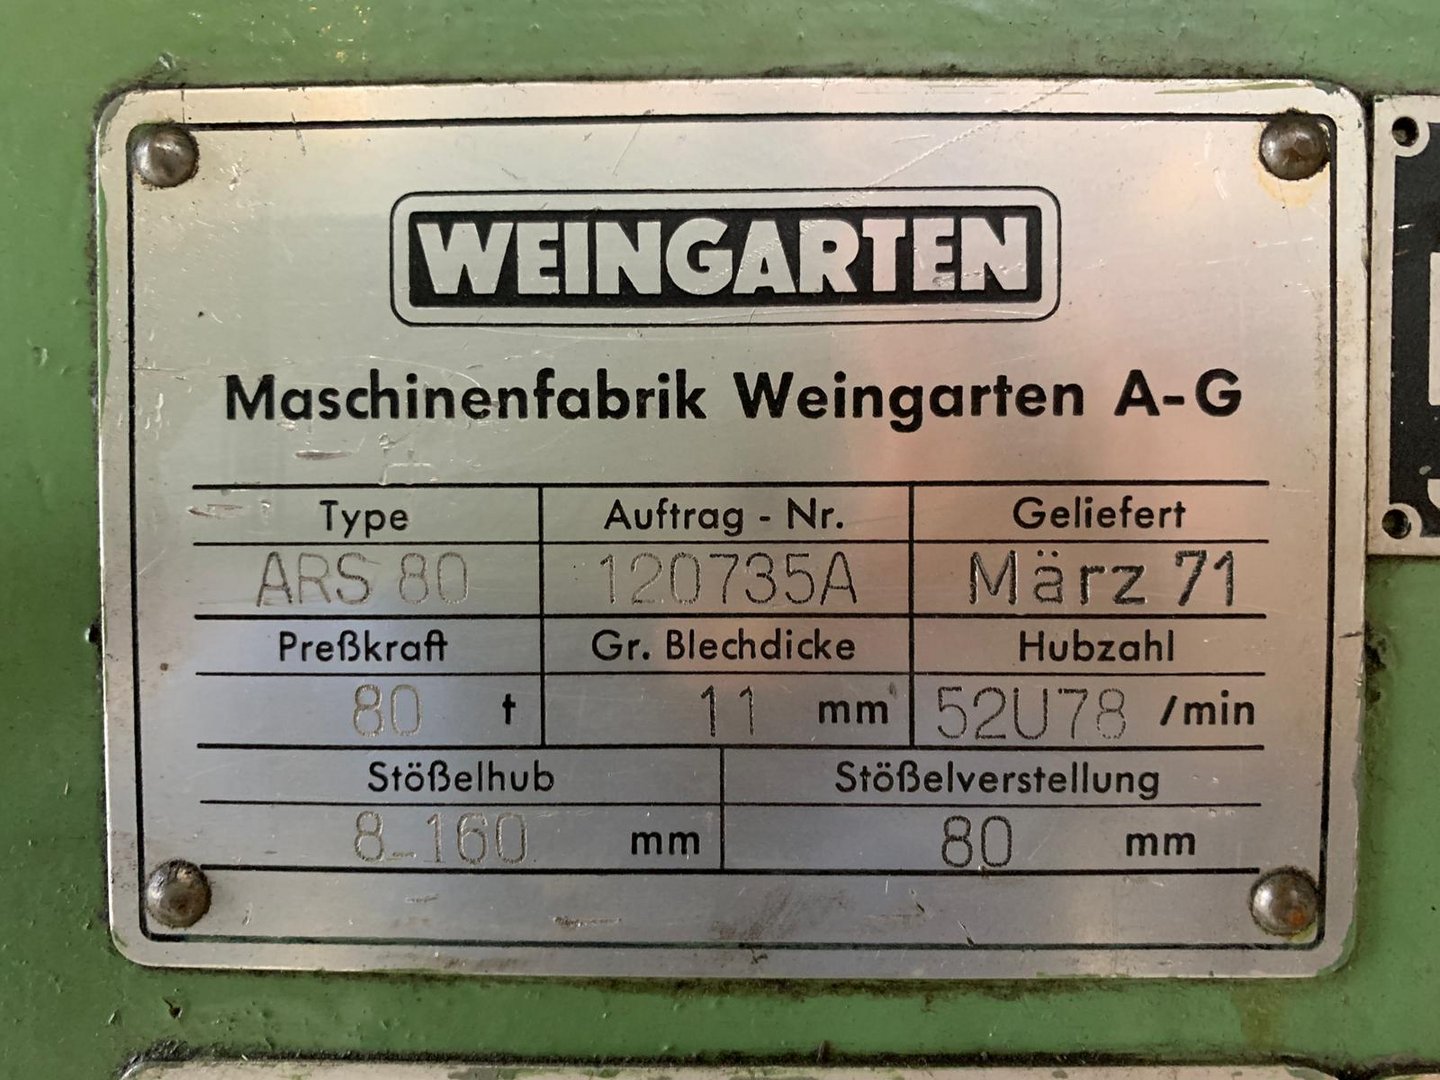 WEINGARTEN
Maschinenfabrik Weingarten A-G
Type Auftrag - Nr. Geliefert
ARS 80 120735A März 71
Preßkraft Gr. Blechdicke Hubzahl
80 t 11 mm 52U78 /min
Stößelhub Stößelverstellung
8-160 mm 80 mm